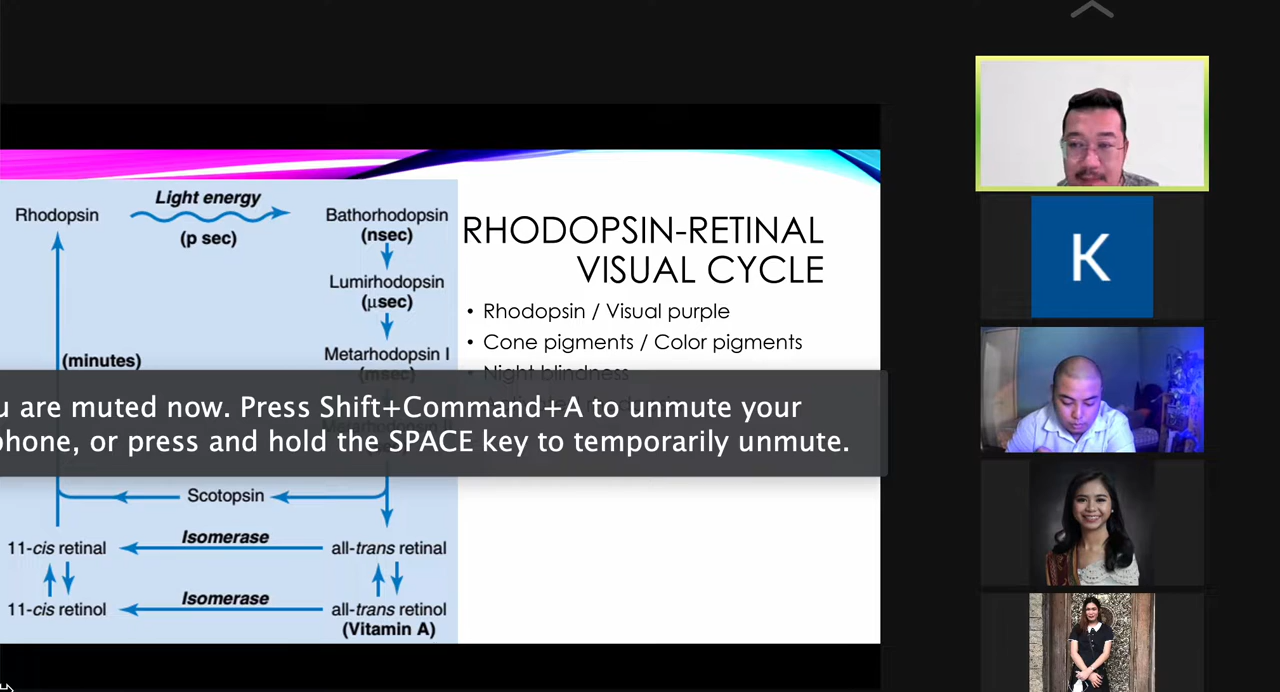 Rhodopsin
Light energy
(p sec)
Bathorhodopsin
(nsec)
Lumirhodopsin
(μsec)
Metarhodopsin I
(msec)
(minutes)
Scotopsin
11-cis retinal
Isomerase
all-trans retinal
11-cis retinol
Isomerase
all-trans retinol
(Vitamin A)
RHODOPSIN-RETINAL
VISUAL CYCLE
• Rhodopsin / Visual purple
• Cone pigments / Color pigments
• Night blindness
u are muted now. Press Shift+Command+A to unmute your
phone, or press and hold the SPACE key to temporarily unmute.
K